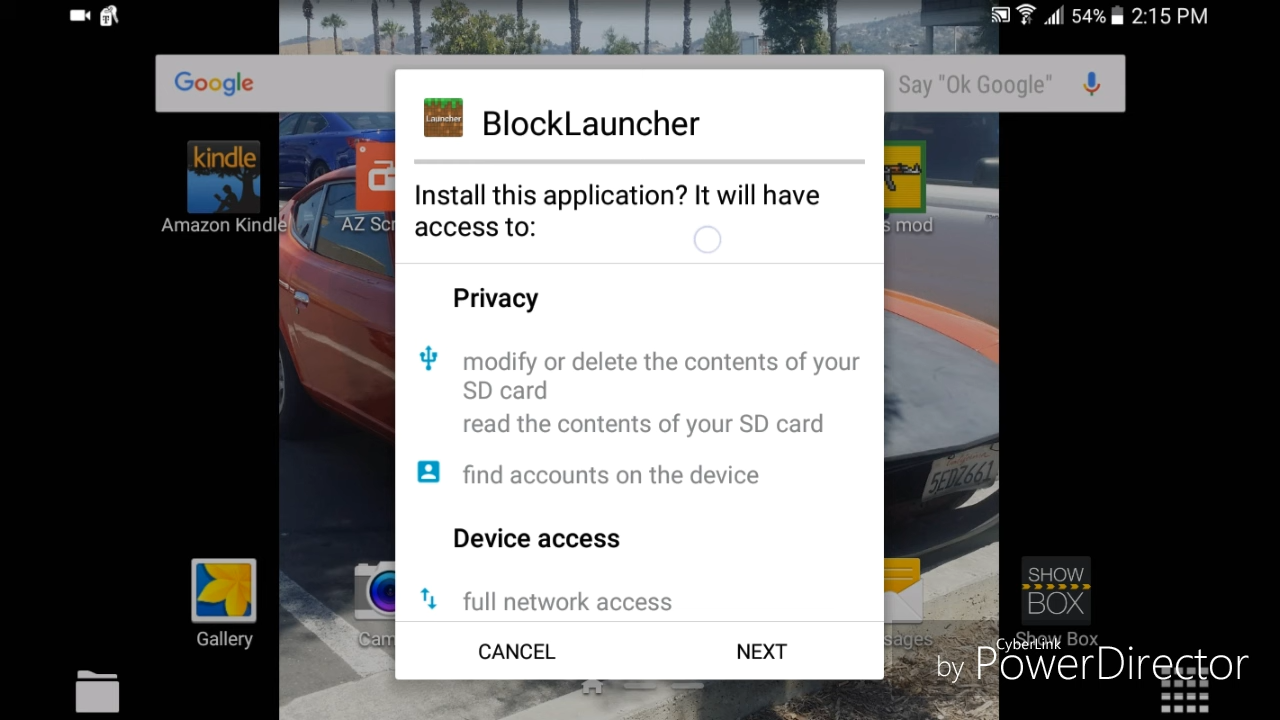 54% 2:15 PM
Google
Say "Ok Google"
Launcher
BlockLauncher
Install this application? It will have
access to:
kindle
Amazon Kindle
AZ Scr
s mod
Privacy
modify or delete the contents of your
SD card
read the contents of your SD card
find accounts on the device
5EDZ661
Device access
full network access
SHOW
BOX
Gallery
Cam
sages
Show Box
CANCEL
NEXT
CyberLink
by PowerDirector